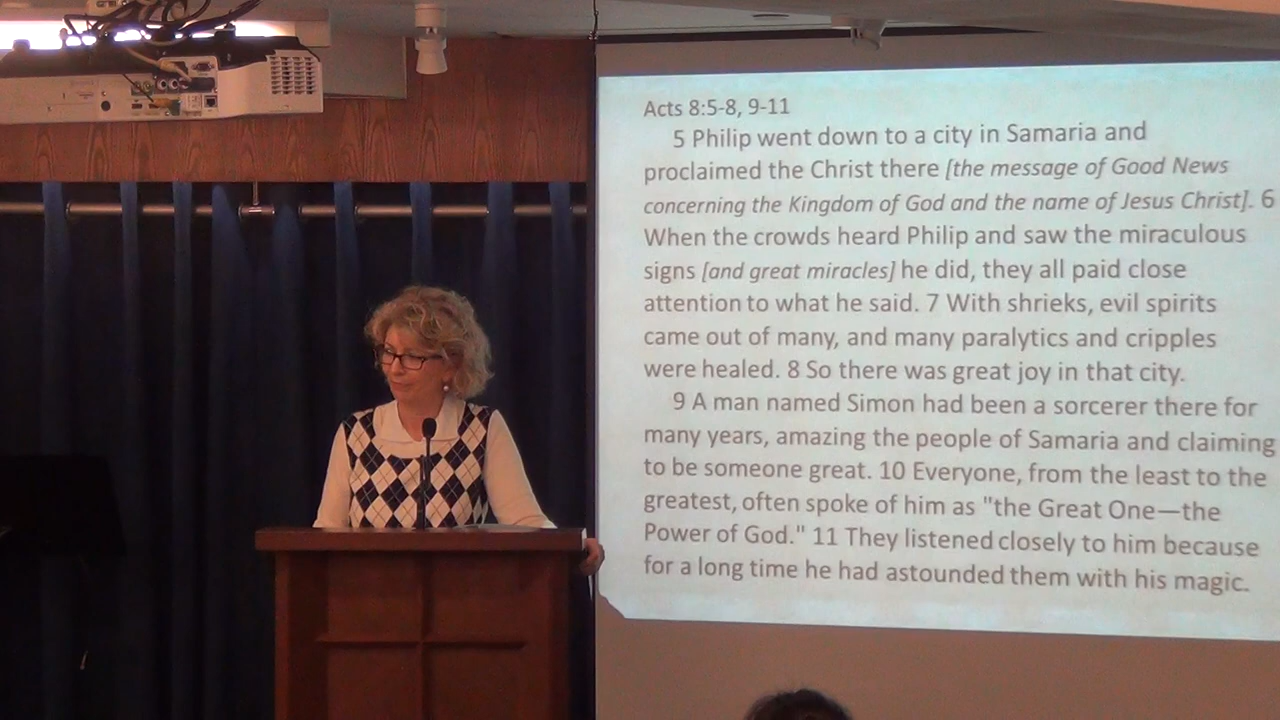 Acts 8:5-8, 9-11
5 Philip went down to a city in Samaria and
proclaimed the Christ there [the message of Good News
concerning the Kingdom of God and the name of Jesus Christ]. 6
When the crowds heard Philip and saw the miraculous
signs [and great miracles] he did, they all paid close
attention to what he said. 7 With shrieks, evil spirits
came out of many, and many paralytics and cripples
were healed. 8 So there was great joy in that city.
9 A man named Simon had been a sorcerer there for
many years, amazing the people of Samaria and claiming
to be someone great. 10 Everyone, from the least to the
greatest, often spoke of him as "the Great One—the
Power of God." 11 They listened closely to him because
for a long time he had astounded them with his magic.